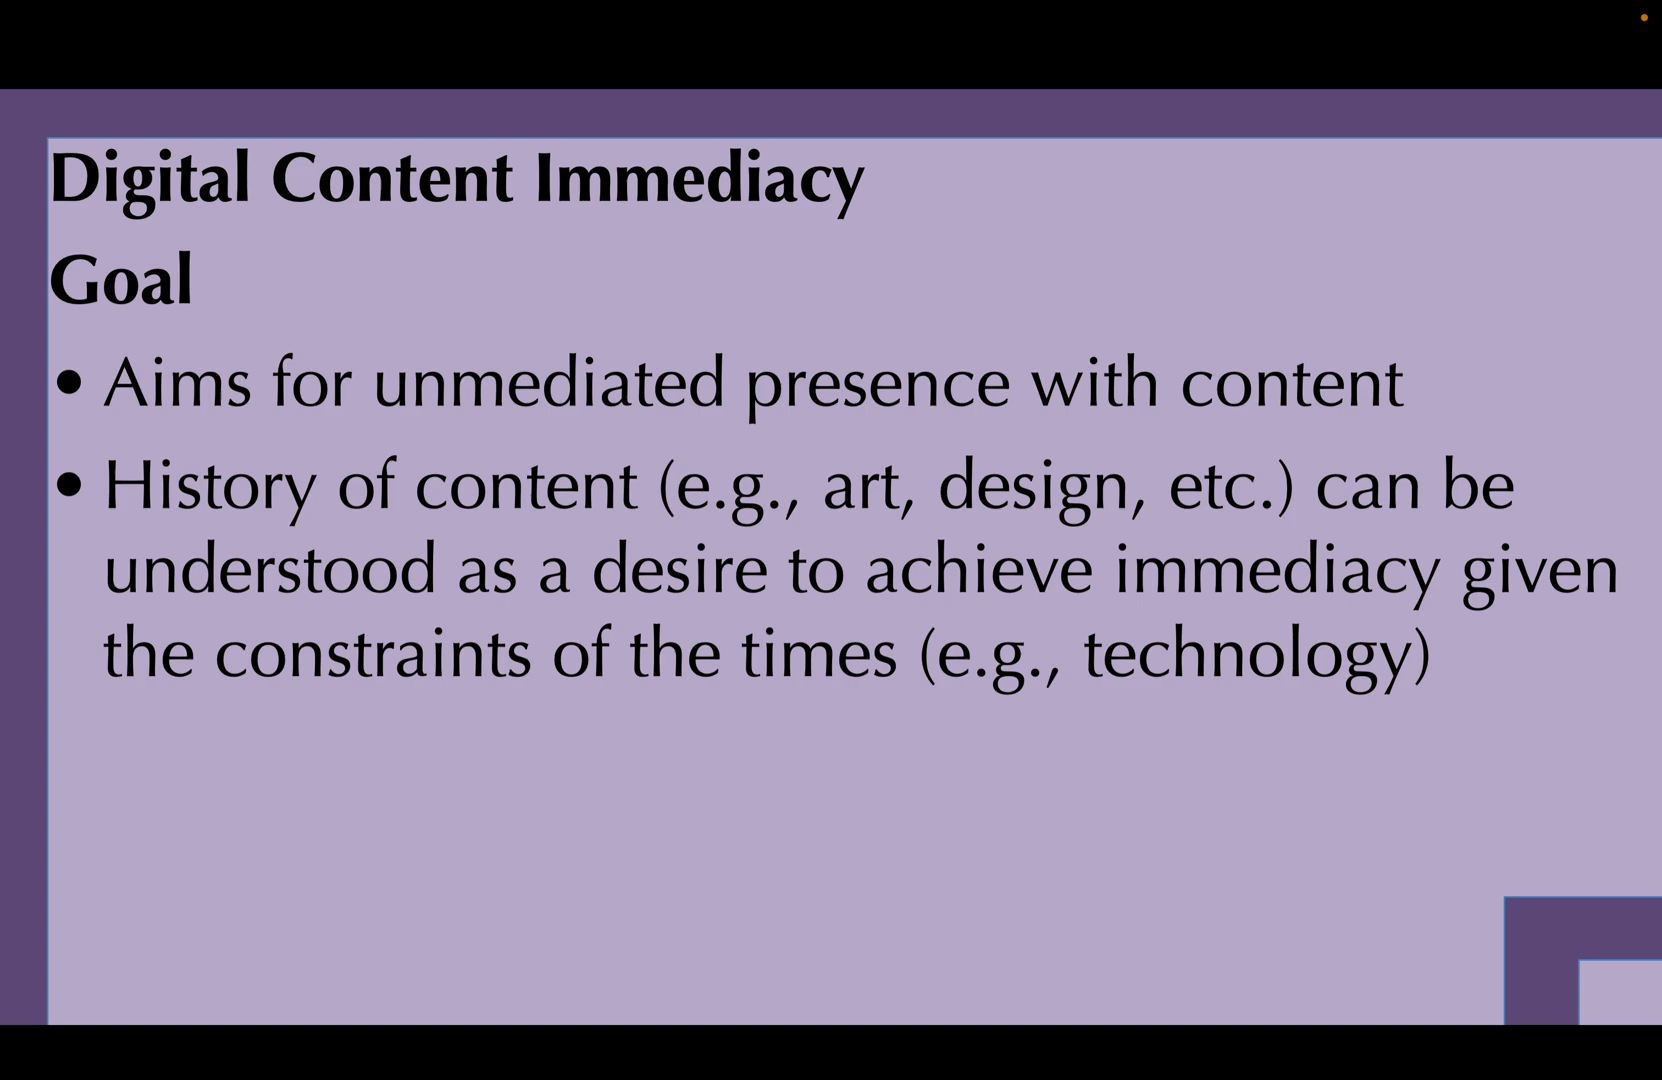 Digital Content Immediacy
Goal
• Aims for unmediated presence with content
• History of content (e.g., art, design, etc.) can be
understood as a desire to achieve immediacy given
the constraints of the times (e.g., technology)